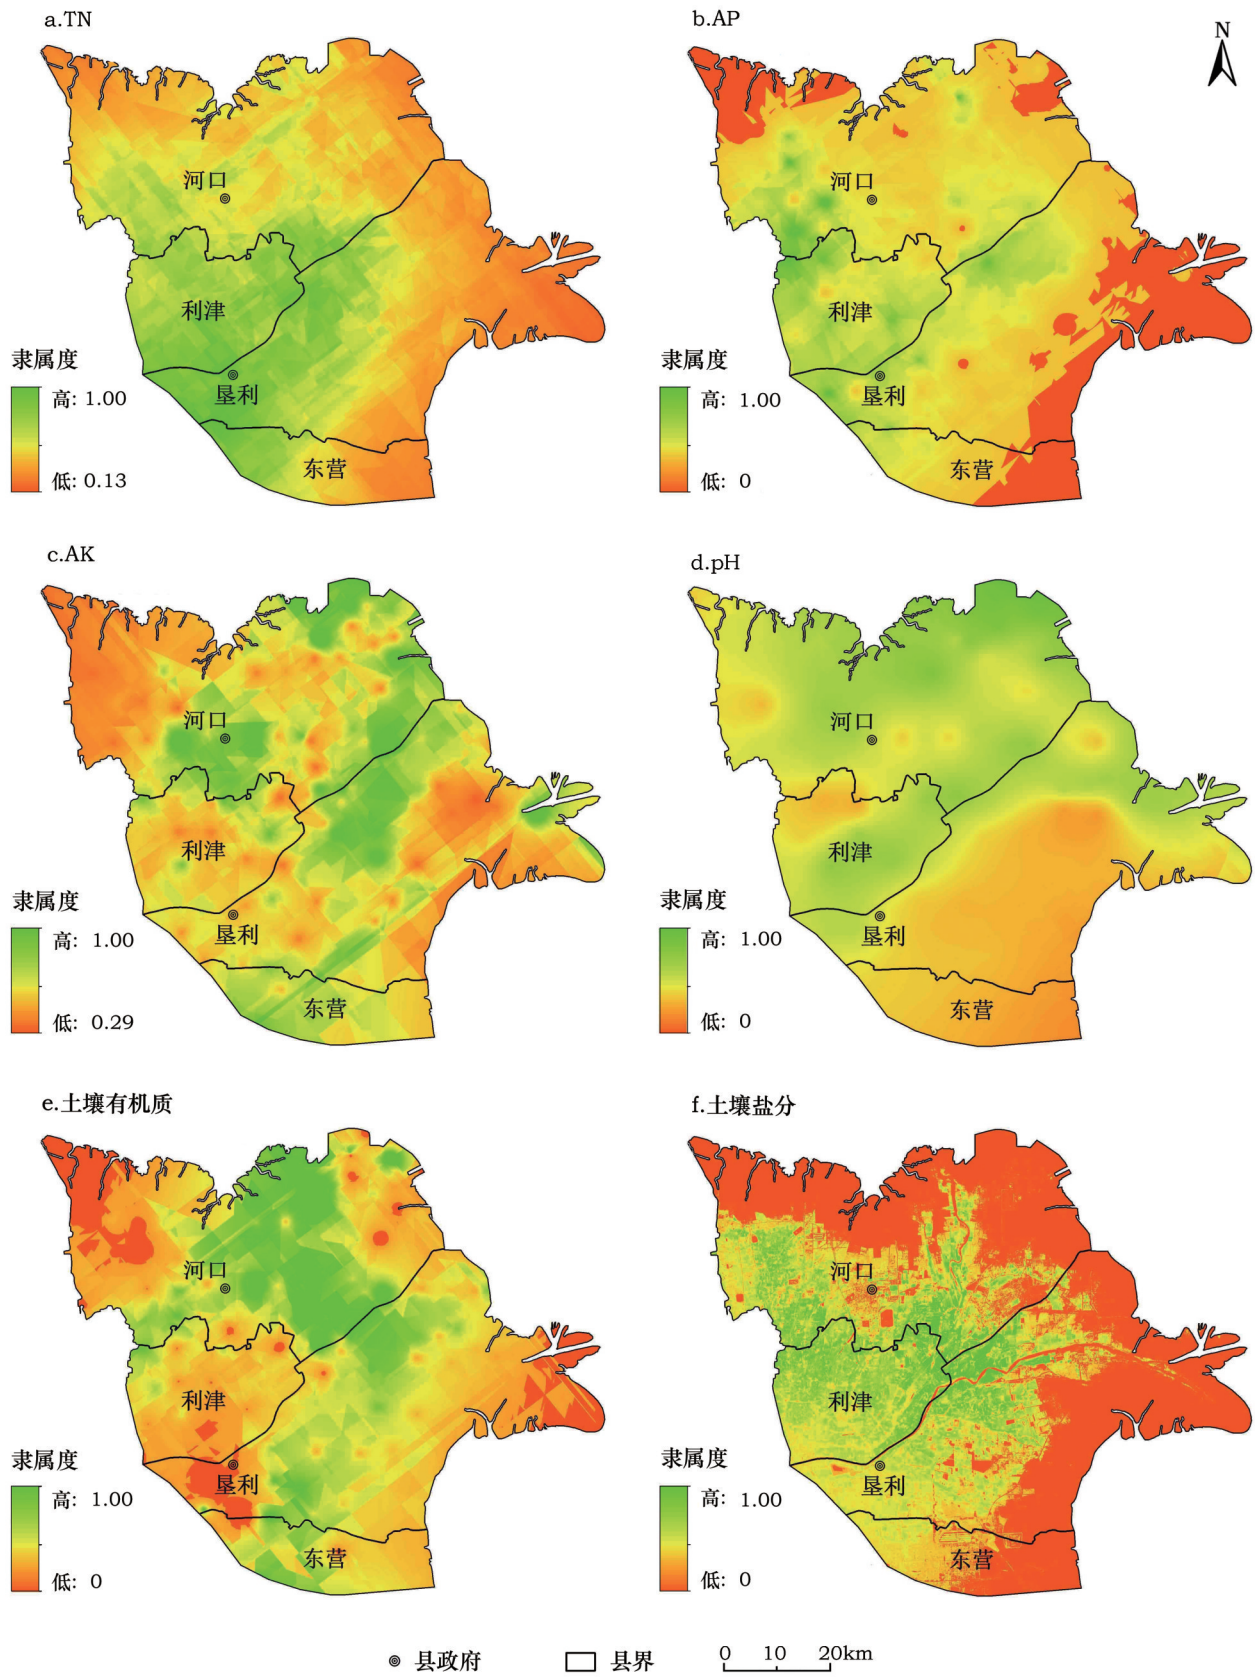 a.TN
b.AP
N
河口
利津
垦利
东营
隶属度
高: 1.00
低: 0.13
河口
利津
垦利
东营
隶属度
高: 1.00
低: 0
c.AK
d.pH
河口
利津
垦利
东营
隶属度
高: 1.00
低: 0.29
河口
利津
垦利
东营
隶属度
高: 1.00
低: 0
e.土壤有机质
f.土壤盐分
河口
利津
垦利
东营
隶属度
高: 1.00
低: 0
河口
利津
垦利
东营
隶属度
高: 1.00
低: 0
县政府
县界
0 10 20km